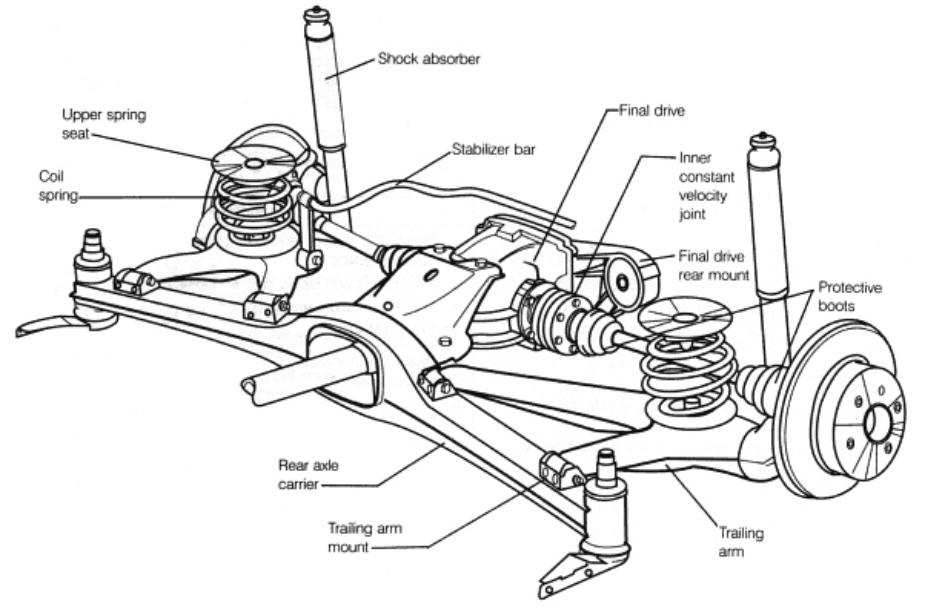 Shock absorber
Upper spring
seat
Final drive
Stabilizer bar
Inner
constant
velocity
joint
Coil
spring
Final drive
rear mount
Protective
boots
Rear axle
carrier
Trailing arm
mount
Trailing
arm